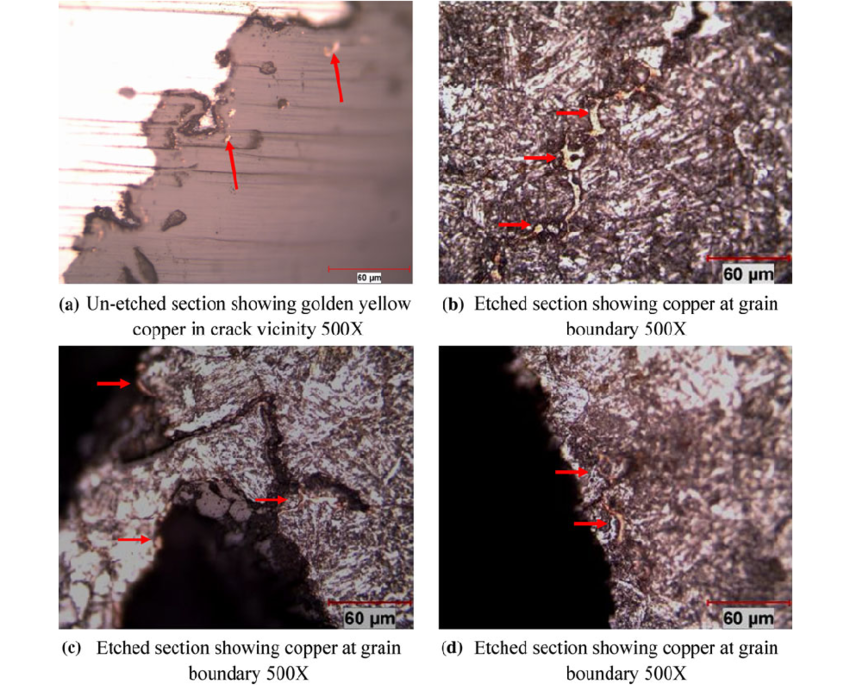 60 μm
60 μm
(a) Un-etched section showing golden yellow
copper in crack vicinity 500X
(b) Etched section showing copper at grain
boundary 500X
60 μm
60 μm
(c) Etched section showing copper at grain
boundary 500X
(d) Etched section showing copper at grain
boundary 500X